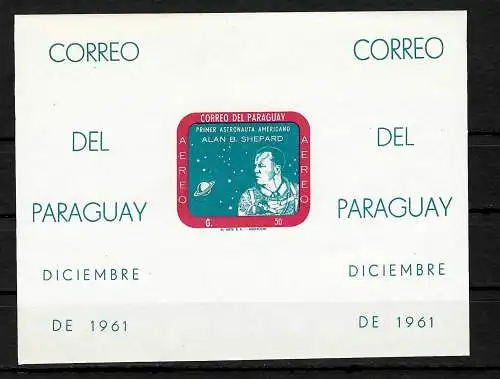 CORREO
DEL
PARAGUAY
DICIEMBRE
DE 1961
CORREO DEL PARAGUAY
PRIMER ASTRONAUTA AMERICANO
ALAN B. SHEPARD
AEREO
AEREO
G. 50
CORREO
DEL
PARAGUAY
DICIEMBRE
DE 1961